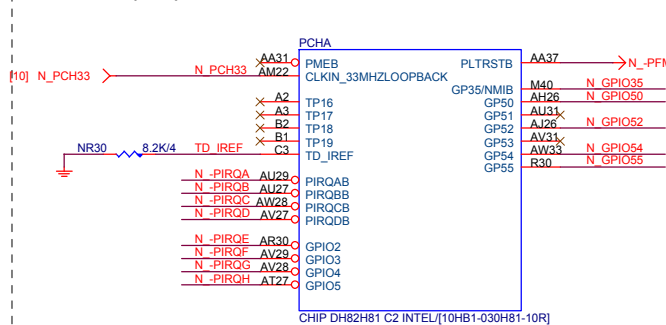 PCHA
AA31 PMEB PLTRSTB AA37 N_-PFM
[10] N_PCH33 N_PCH33 AM22 CLKIN_33MHZLOOPBACK
GP35/NMIB M40 N_GPIO35
A2 TP16 GP50 AH26 N_GPIO50
A3 TP17 GP51 AU31
B2 TP18 GP52 AJ26 N_GPIO52
B1 TP19 GP53 AV31
NR30 8.2K/4 TD_IREF C3 TD_IREF GP54 AW33 N_GPIO54
GP55 R30 N_GPIO55
N_-PIRQA AU29 PIRQAB
N_-PIRQB AU27 PIRQBB
N_-PIRQC AW28 PIRQCB
N_-PIRQD AV27 PIRQDB
N_-PIRQE AR30 GPIO2
N_-PIRQF AV29 GPIO3
N_-PIRQG AV28 GPIO4
N_-PIRQH AT27 GPIO5
CHIP DH82H81 C2 INTEL/[10HB1-030H81-10R]